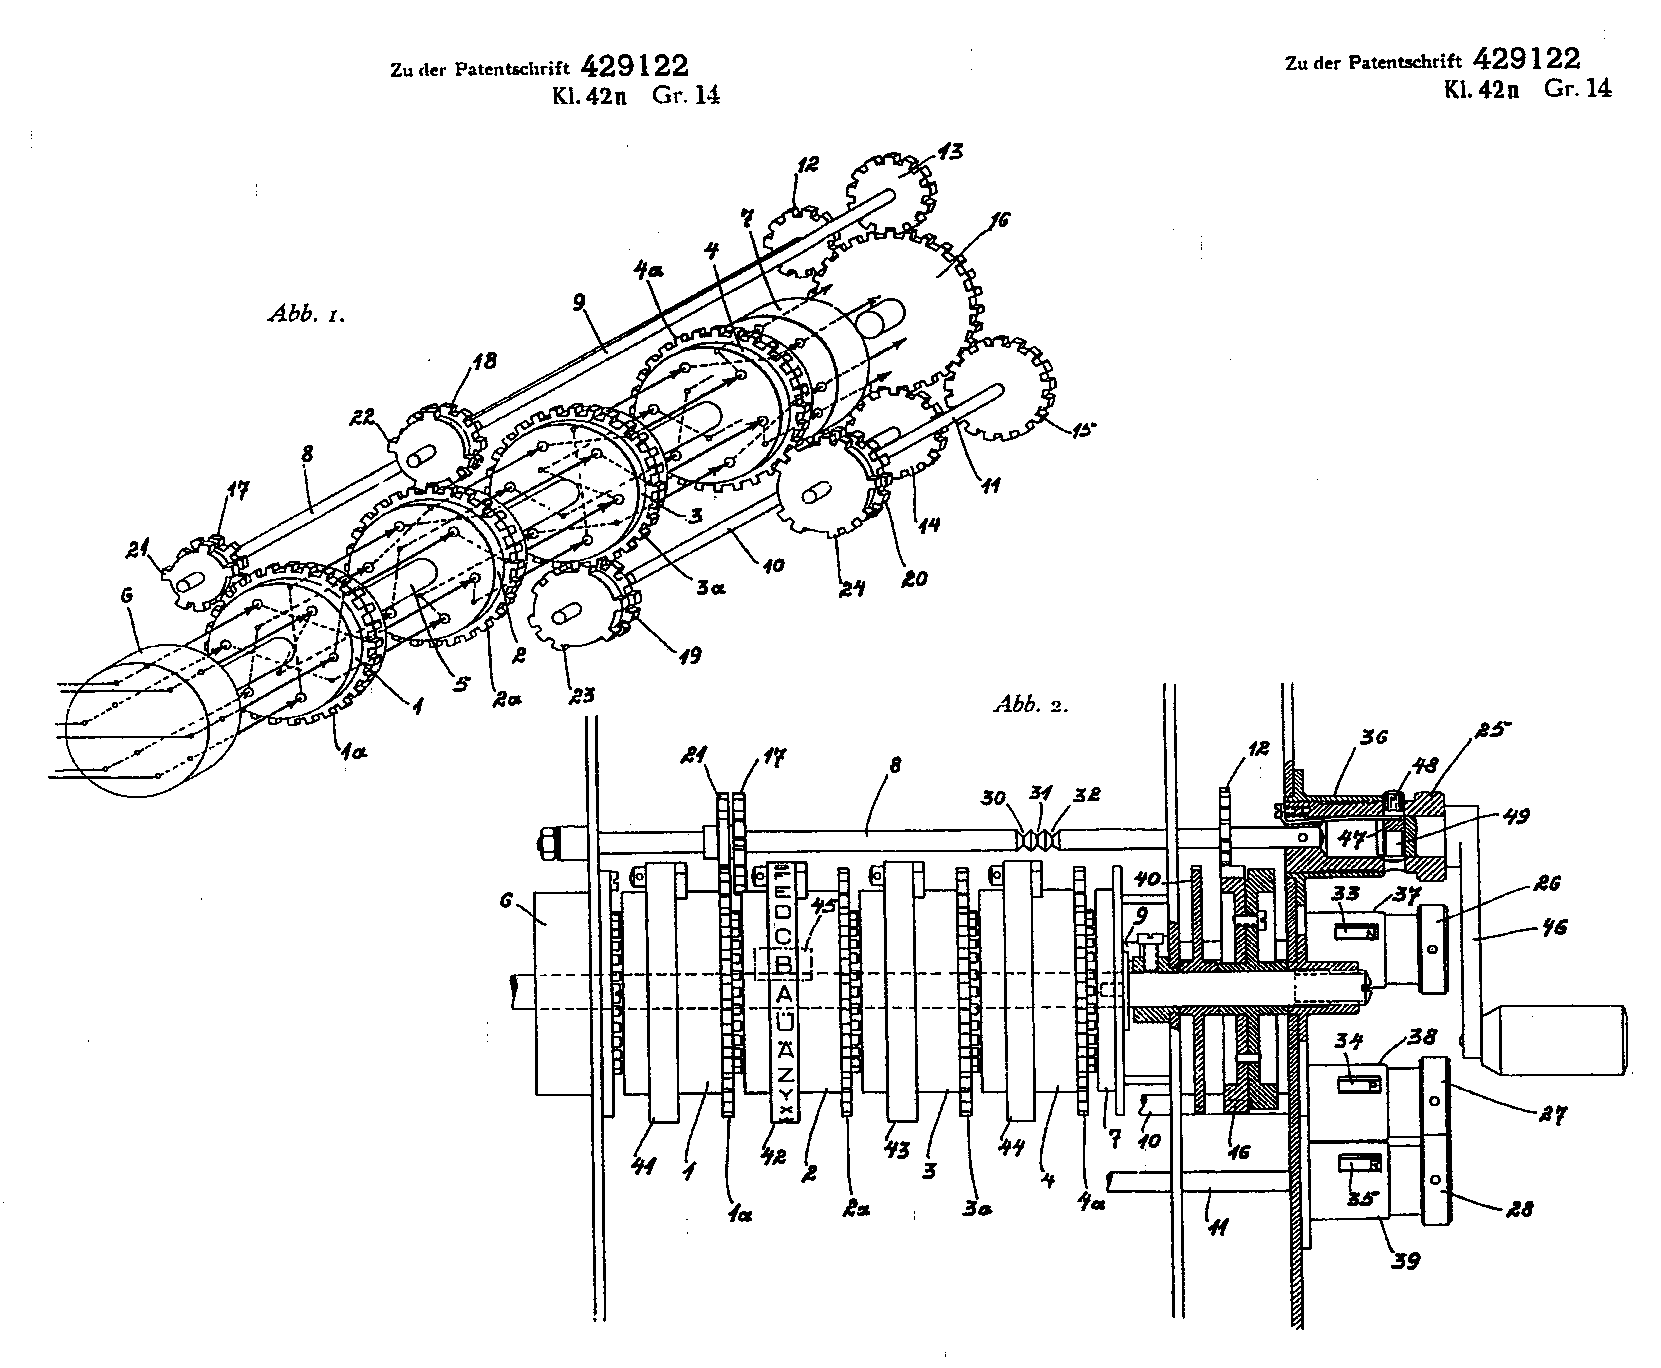 Zu der Patentschrift 429122
Kl. 42n Gr. 14
Zu der Patentschrift 429122
Kl. 42n Gr. 14
Abb. 1.
13
12
16
7
4
4a
9
18
22
8
17
21
6
15
11
14
3
20
10
24
3a
19
2
5
23
2a
1
1a
Abb. 2.
21
17
8
30
31
32
12
36
48
25
47
49
6
F
E
D
C
B
A
Ü
Ä
Z
Y
X
45
40
9
33
37
26
46
34
38
27
35
28
39
41
1
42
2
43
3
44
4
7
10
16
1a
2a
3a
4a
11